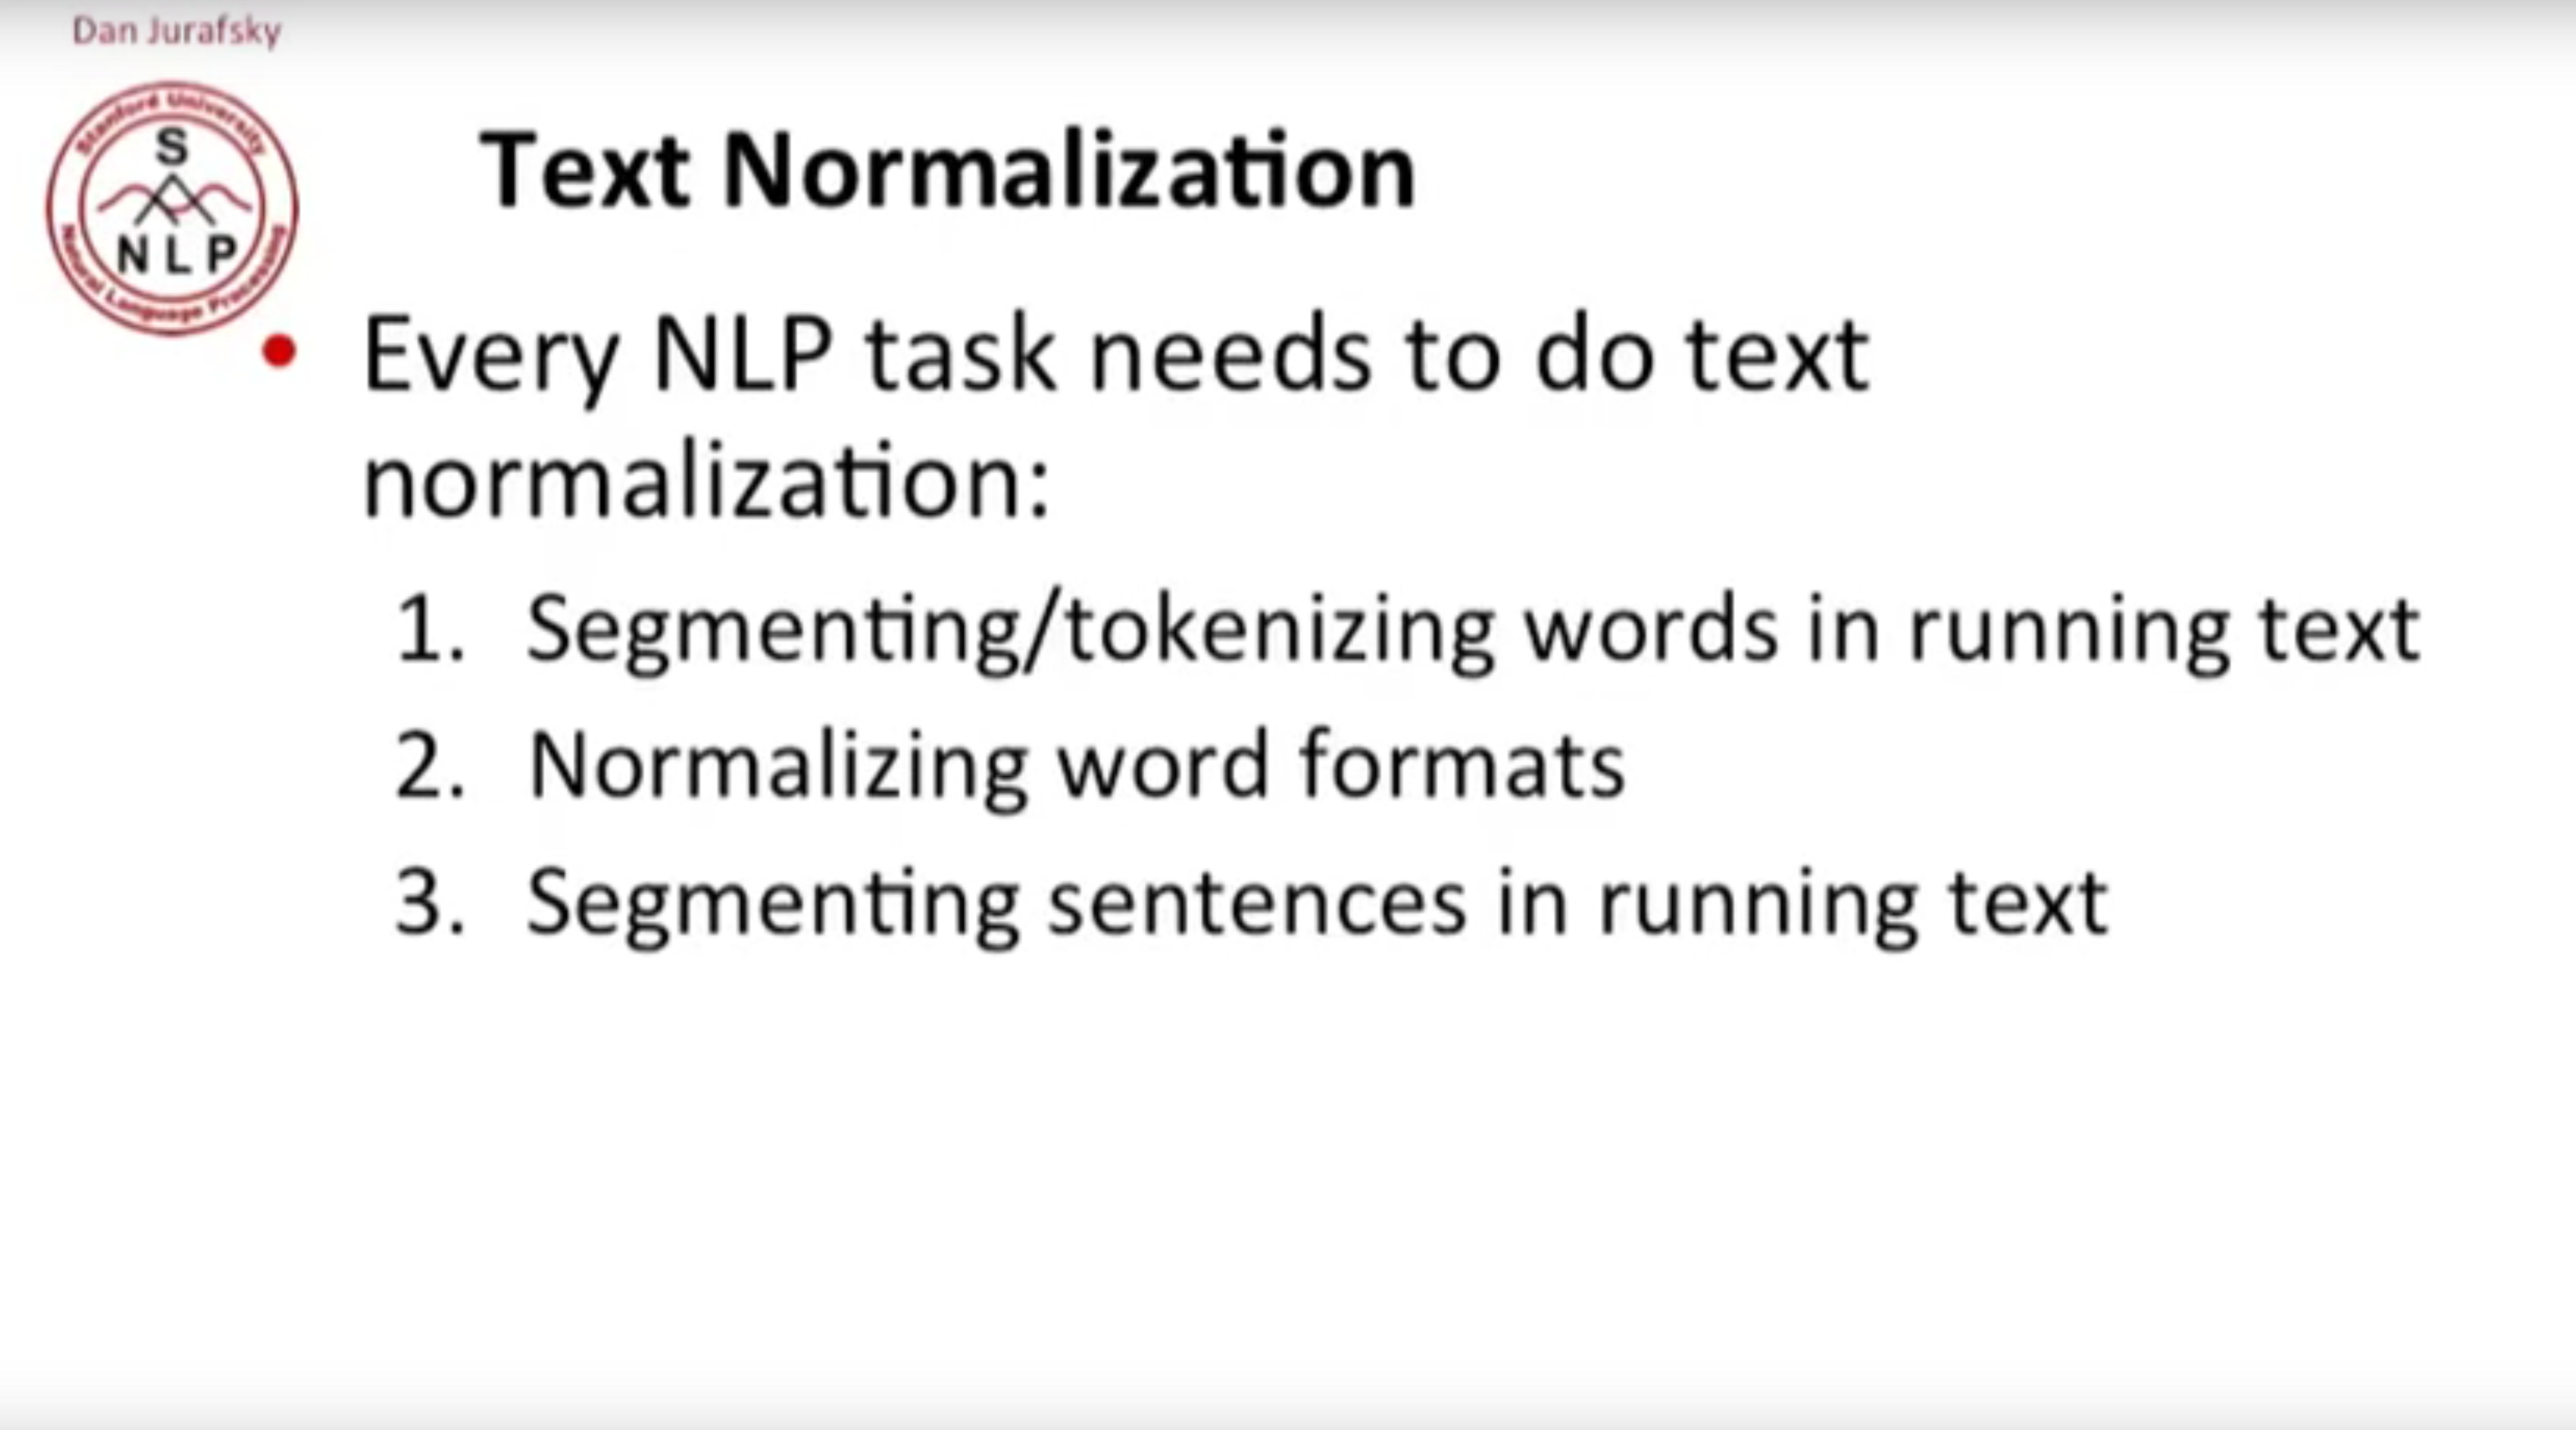 Dan Jurafsky
Stanford University
S
NLP
Natural Language Processing
Text Normalization
• Every NLP task needs to do text
normalization:
1. Segmenting/tokenizing words in running text
2. Normalizing word formats
3. Segmenting sentences in running text